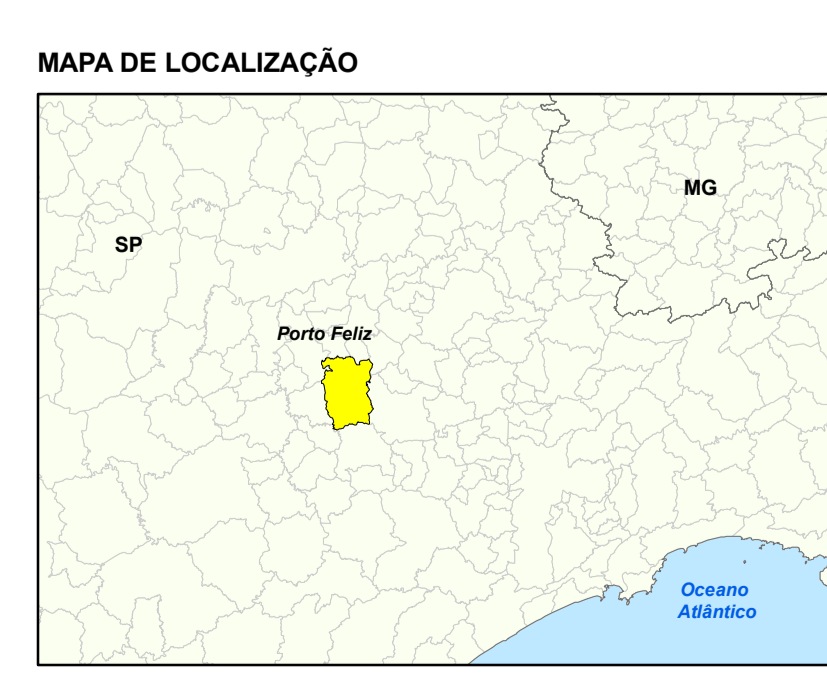 MAPA DE LOCALIZAÇÃO
MG
SP
Porto Feliz
Oceano
Atlântico